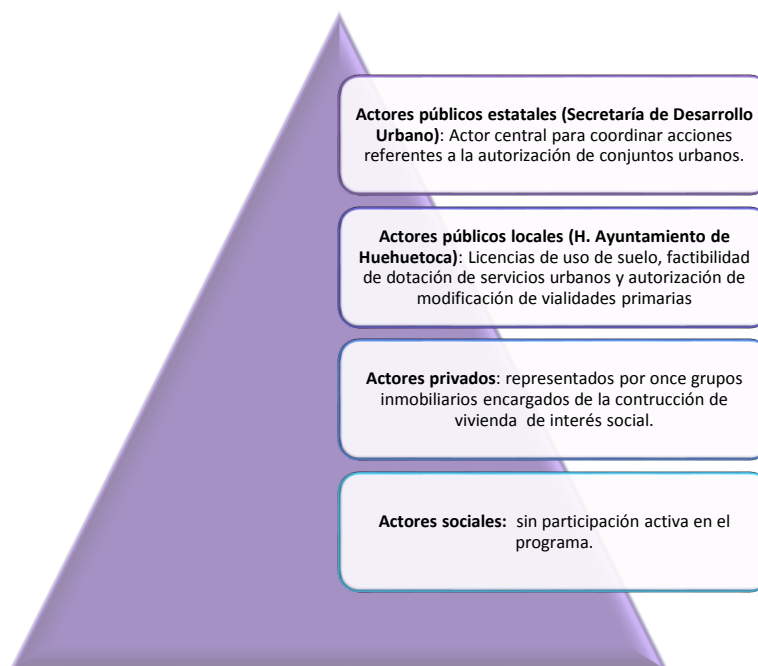 Actores públicos estatales (Secretaría de Desarrollo
Urbano): Actor central para coordinar acciones
referentes a la autorización de conjuntos urbanos.
Actores públicos locales (H. Ayuntamiento de
Huehuetoca): Licencias de uso de suelo, factibilidad
de dotación de servicios urbanos y autorización de
modificación de vialidades primarias
Actores privados: representados por once grupos
inmobiliarios encargados de la contrucción de
vivienda de interés social.
Actores sociales: sin participación activa en el
programa.